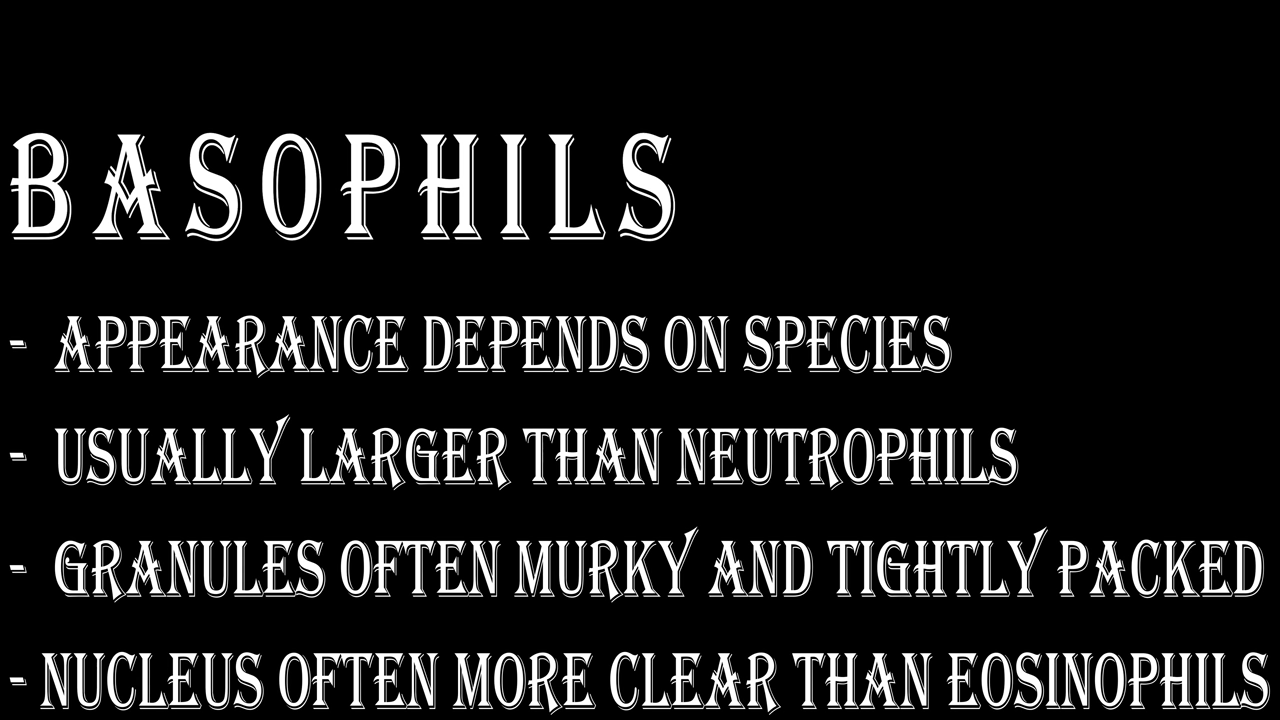 BASOPHILS
- APPEARANCE DEPENDS ON SPECIES
- USUALLY LARGER THAN NEUTROPHILS
- GRANULES OFTEN MURKY AND TIGHTLY PACKED
- NUCLEUS OFTEN MORE CLEAR THAN EOSINOPHILS